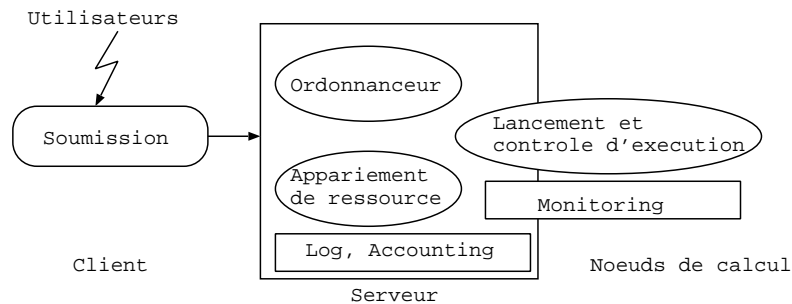 Utilisateurs
Soumission
Client
Ordonnanceur
Appariement
de ressource
Log, Accounting
Serveur
Lancement et
controle d'execution
Monitoring
Noeuds de calcul